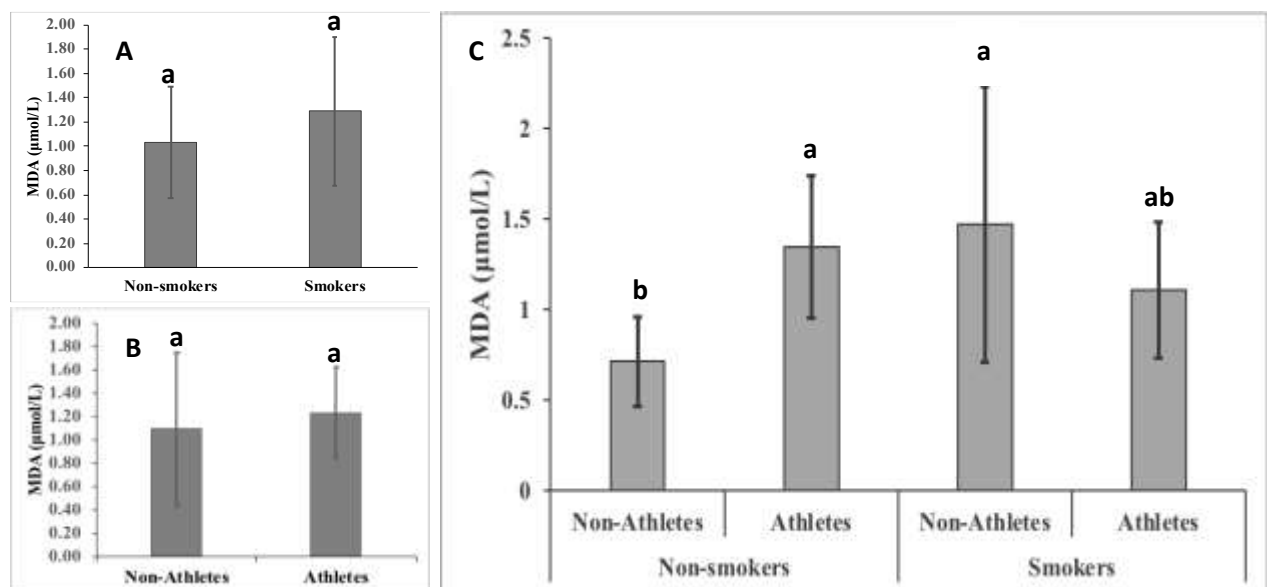 A
MDA (µmol/L)
2.00
1.80
1.60
1.40
1.20
1.00
0.80
0.60
0.40
0.20
0.00
a
a
Non-smokers Smokers
B
MDA (µmol/L)
2.00
1.80
1.60
1.40
1.20
1.00
0.80
0.60
0.40
0.20
0.00
a
a
Non-Athletes Athletes
C
MDA (µmol/L)
2.5
2
1.5
1
0.5
0
b
a
a
ab
Non-Athletes Athletes Non-Athletes Athletes
Non-smokers Smokers